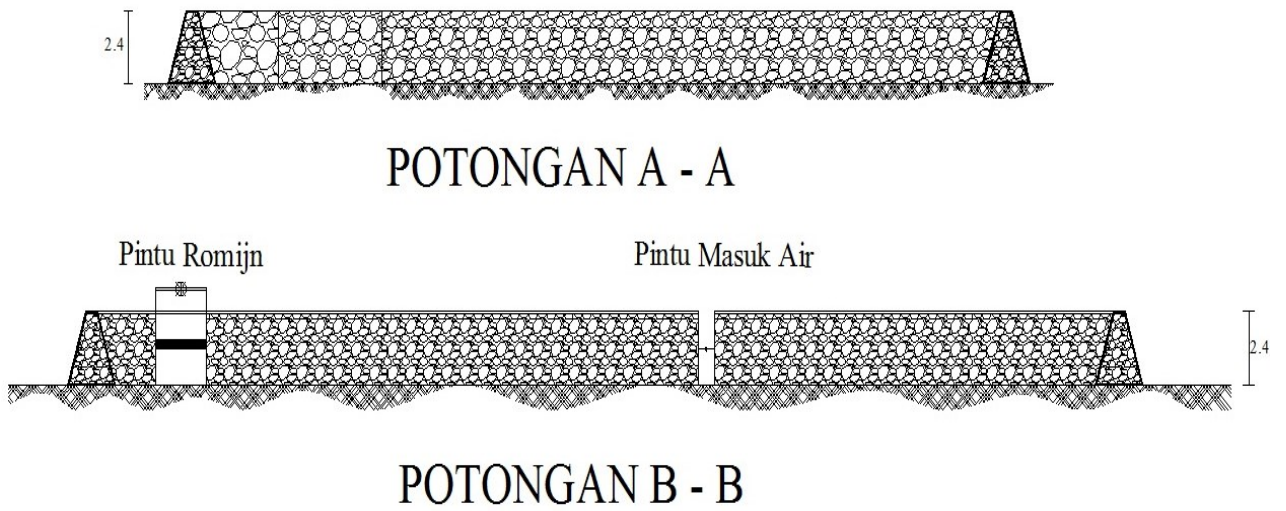 2.4
POTONGAN A - A
Pintu Romijn
Pintu Masuk Air
2.4
POTONGAN B - B